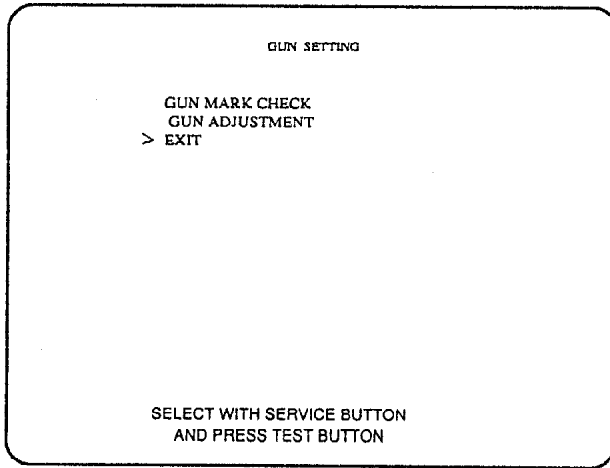 GUN SETTING
GUN MARK CHECK
GUN ADJUSTMENT
> EXIT
SELECT WITH SERVICE BUTTON
AND PRESS TEST BUTTON